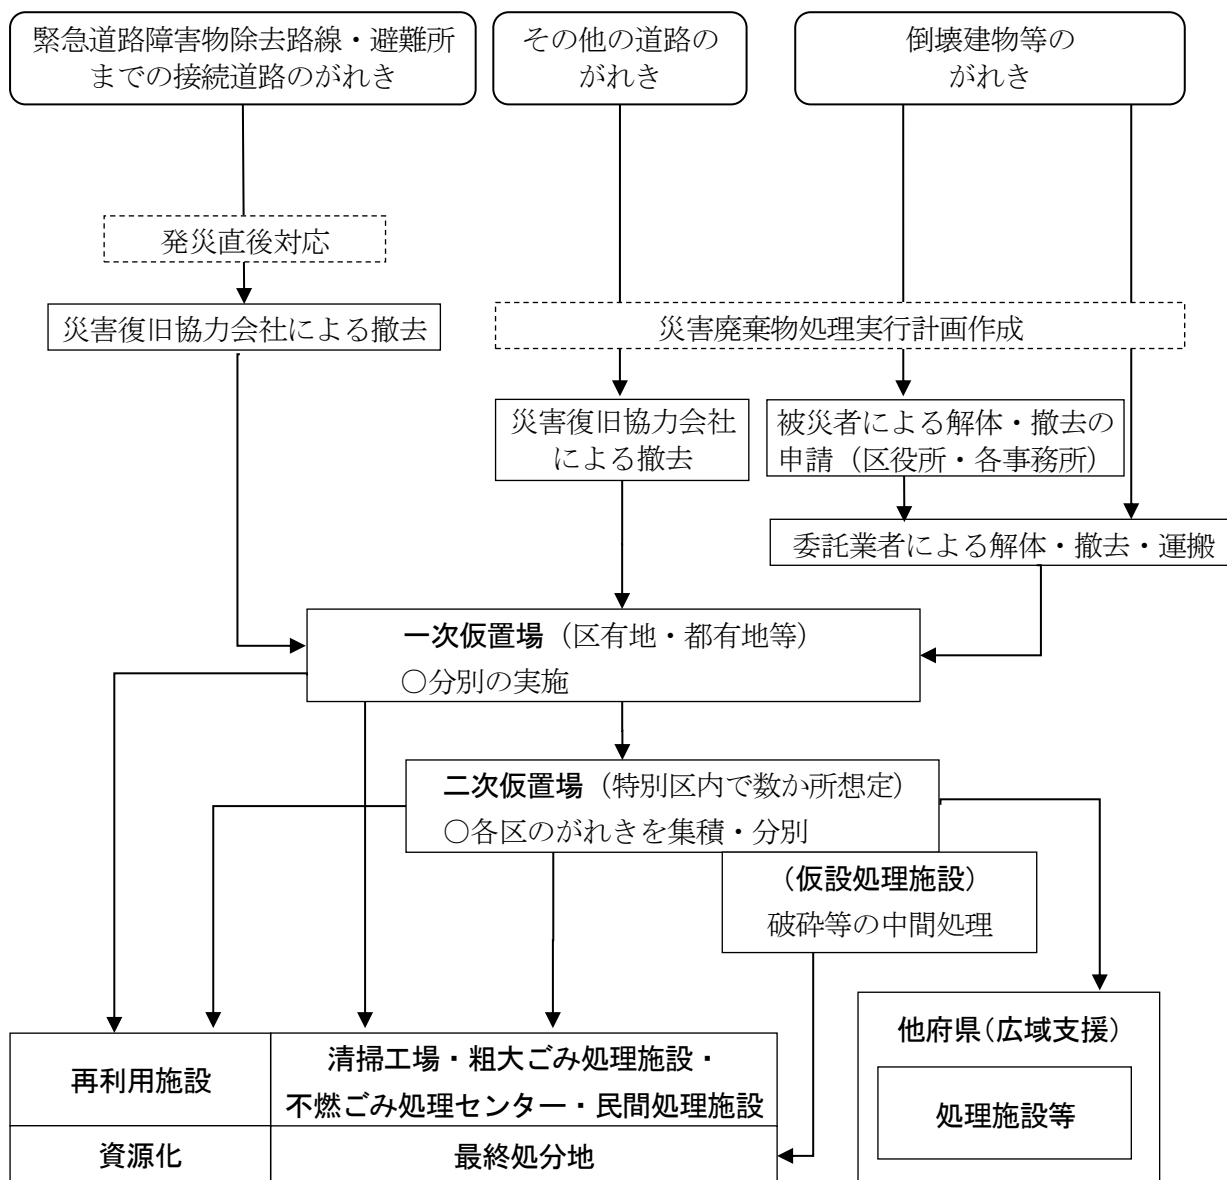 緊急道路障害物除去路線・避難所
までの接続道路のがれき
その他の道路の
がれき
倒壊建物等の
がれき
発災直後対応
災害復旧協力会社による撤去
災害廃棄物処理実行計画作成
災害復旧協力会社
による撤去
被災者による解体・撤去の
申請（区役所・各事務所）
委託業者による解体・撤去・運搬
一次仮置場（区有地・都有地等）
○分別の実施
二次仮置場（特別区内で数か所想定）
○各区のがれきを集積・分別
（仮設処理施設）
破砕等の中間処理
再利用施設
清掃工場・粗大ごみ処理施設・
不燃ごみ処理センター・民間処理施設
資源化
最終処分地
他府県（広域支援）
処理施設等